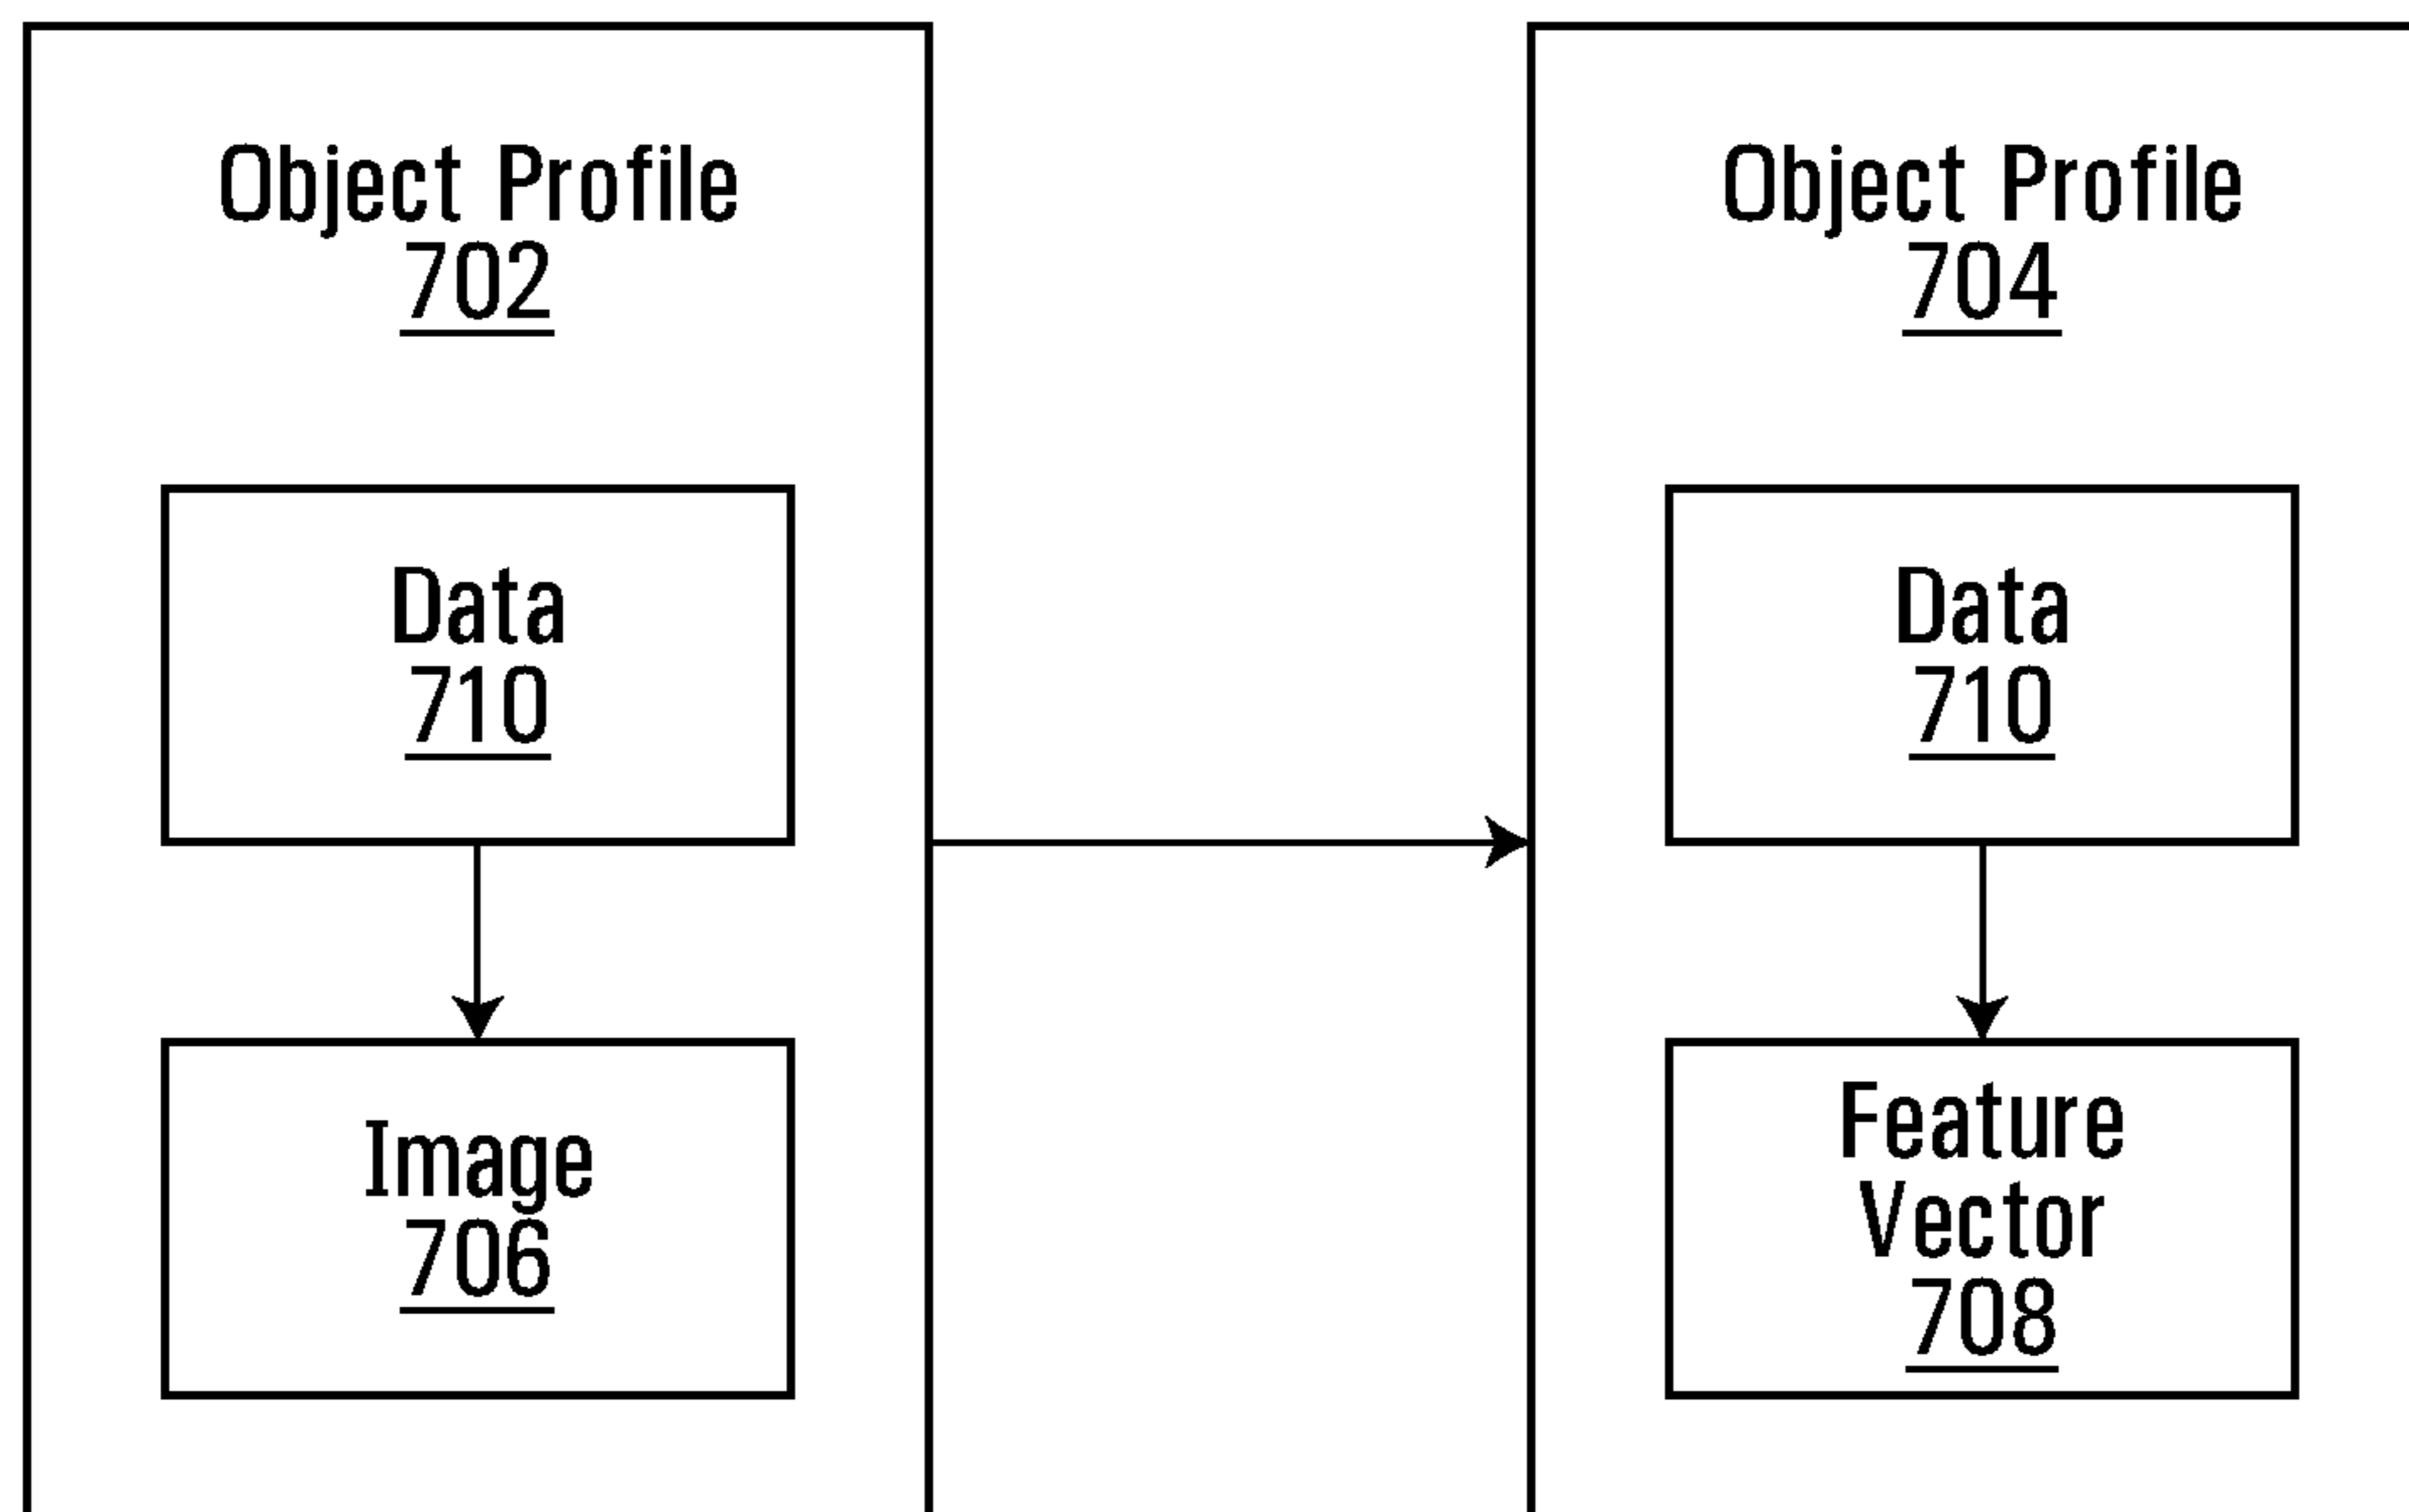 Object Profile
702
Data
710
Image
706
Object Profile
704
Data
710
Feature
Vector
708